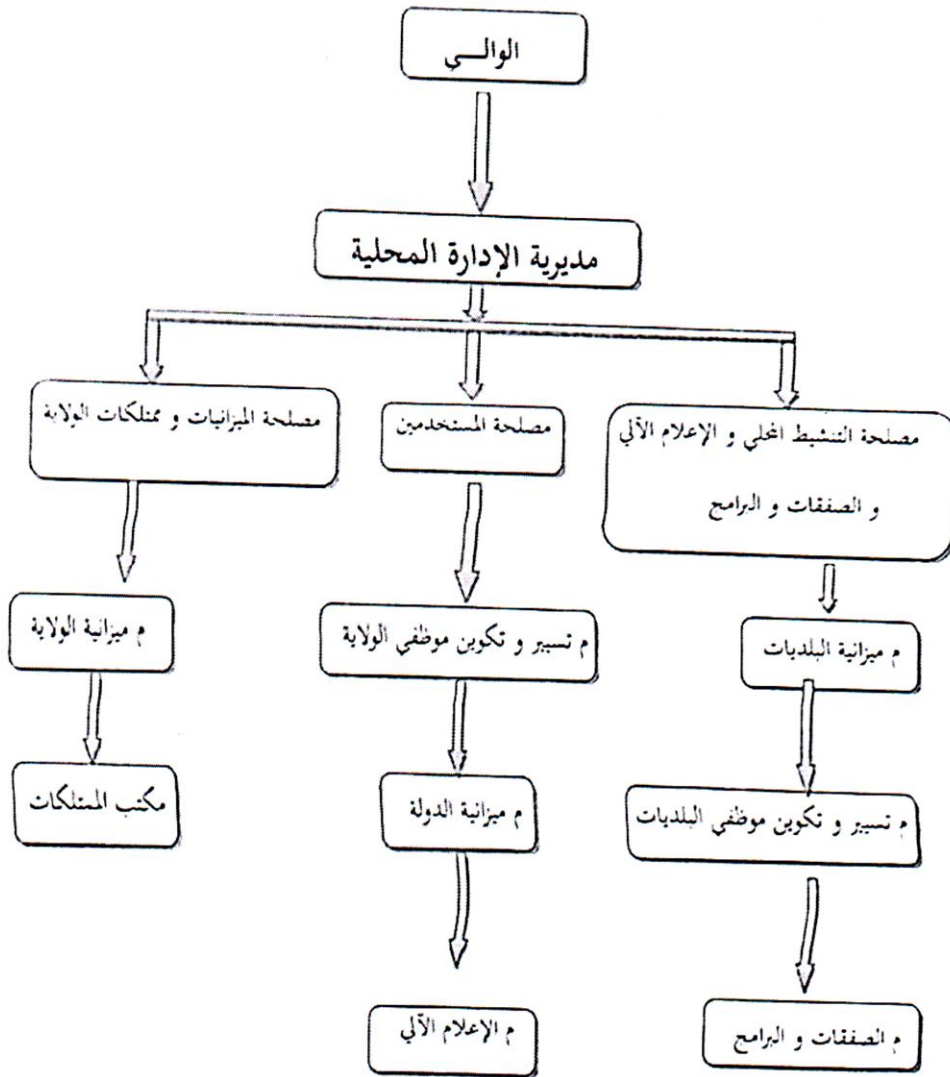 الوالـــي
مديرية الإدارة المحلية
مصلحة التنشيط المحلي و الإعلام الآلي
و الصفقات و البرامج
مصلحة المستخدمين
مصلحة الميزانيات و ممتلكات الولاية
م ميزانية البلديات
م تسيير و تكوين موظفي الولاية
م ميزانية الولاية
م تسيير و تكوين موظفي البلديات
م ميزانية الدولة
مكتب الممتلكات
م الصفقات و البرامج
م الإعلام الآلي